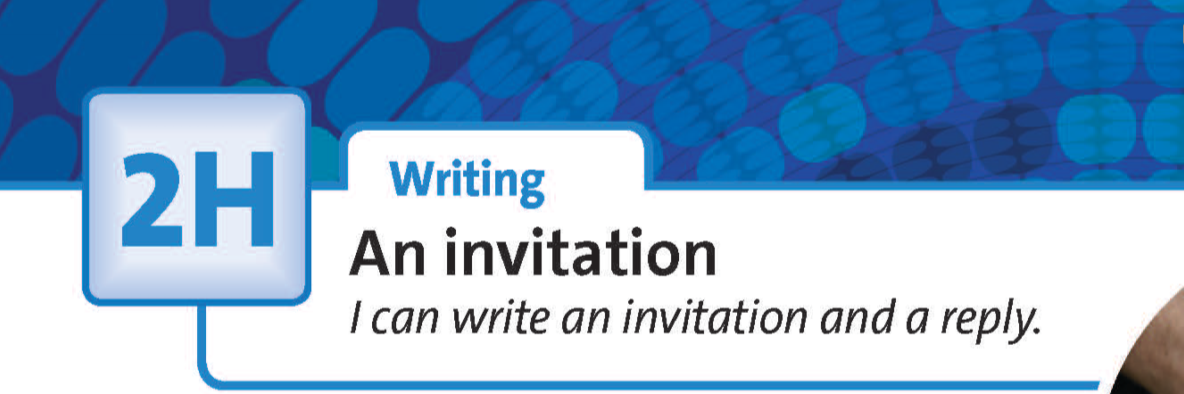 2H
Writing
An invitation
I can write an invitation and a reply.